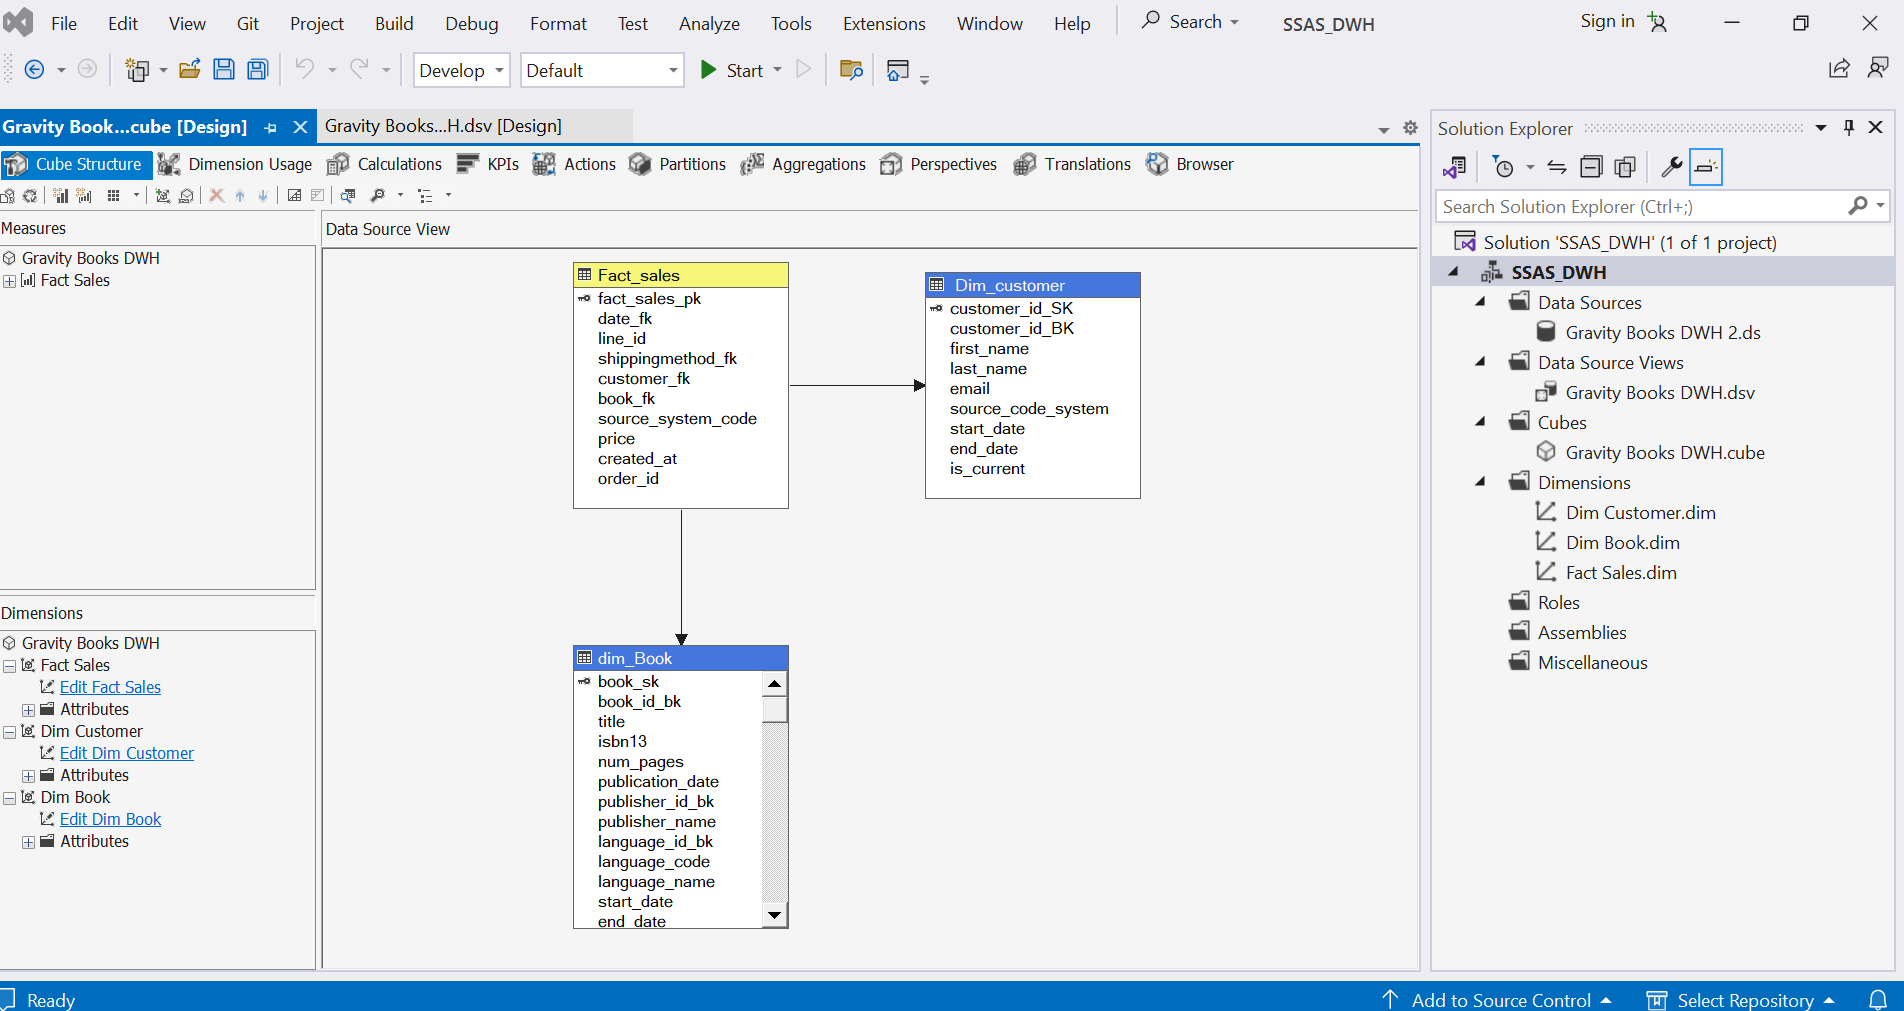 File Edit View Git Project Build Debug Format Test Analyze Tools Extensions Window Help Search SSAS_DWH Sign in
Develop Default Start
Gravity Book...cube [Design] Gravity Books...H.dsv [Design]
Cube Structure Dimension Usage Calculations KPIs Actions Partitions Aggregations Perspectives Translations Browser
Measures
Gravity Books DWH
Fact Sales
Dimensions
Gravity Books DWH
Fact Sales
Edit Fact Sales
Attributes
Dim Customer
Edit Dim Customer
Attributes
Dim Book
Edit Dim Book
Attributes
Data Source View
Fact_sales
fact_sales_pk
date_fk
line_id
shippingmethod_fk
customer_fk
book_fk
source_system_code
price
created_at
order_id
Dim_customer
customer_id_SK
customer_id_BK
first_name
last_name
email
source_code_system
start_date
end_date
is_current
dim_Book
book_sk
book_id_bk
title
isbn13
num_pages
publication_date
publisher_id_bk
publisher_name
language_id_bk
language_code
language_name
start_date
end_date
Solution Explorer
Search Solution Explorer (Ctrl+;)
Solution 'SSAS_DWH' (1 of 1 project)
SSAS_DWH
Data Sources
Gravity Books DWH 2.ds
Data Source Views
Gravity Books DWH.dsv
Cubes
Gravity Books DWH.cube
Dimensions
Dim Customer.dim
Dim Book.dim
Fact Sales.dim
Roles
Assemblies
Miscellaneous
Ready Add to Source Control Select Repository